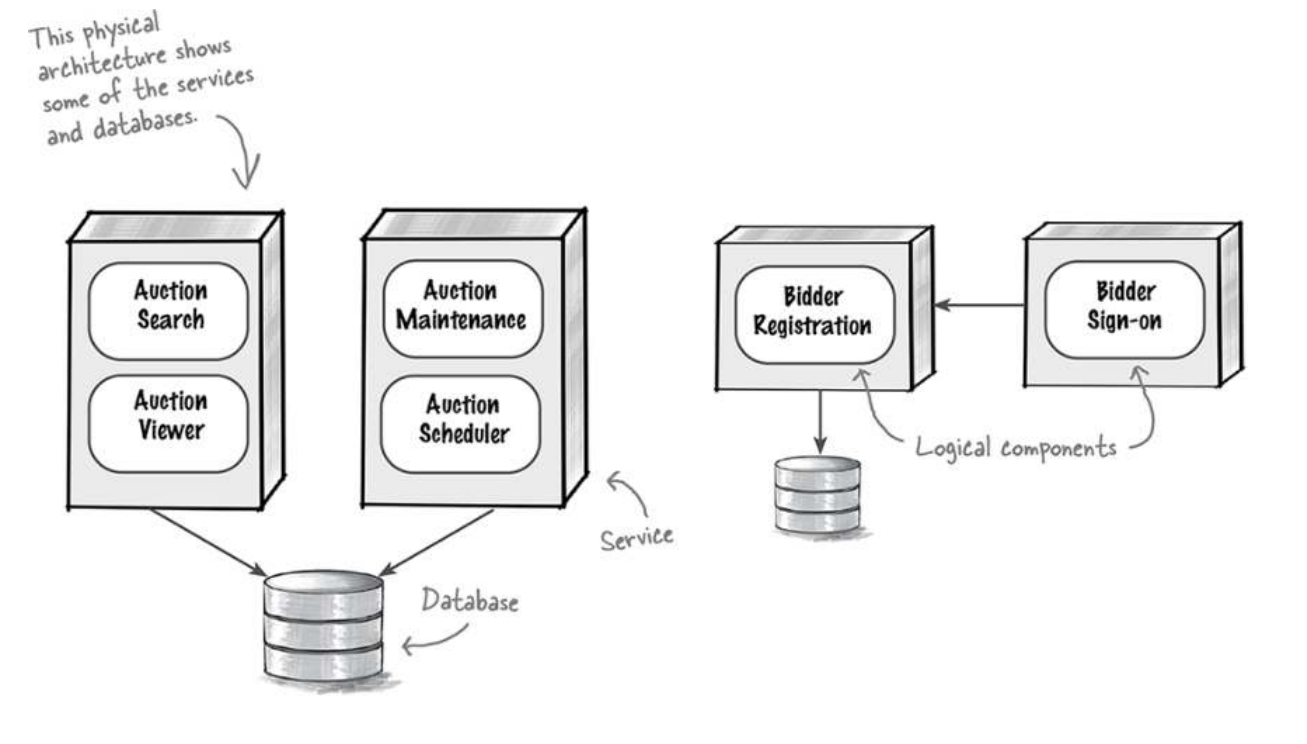 This physical
architecture shows
some of the services
and databases.
Auction
Search
Auction
Viewer
Auction
Maintenance
Auction
Scheduler
Bidder
Registration
Bidder
Sign-on
Logical components
Service
Database